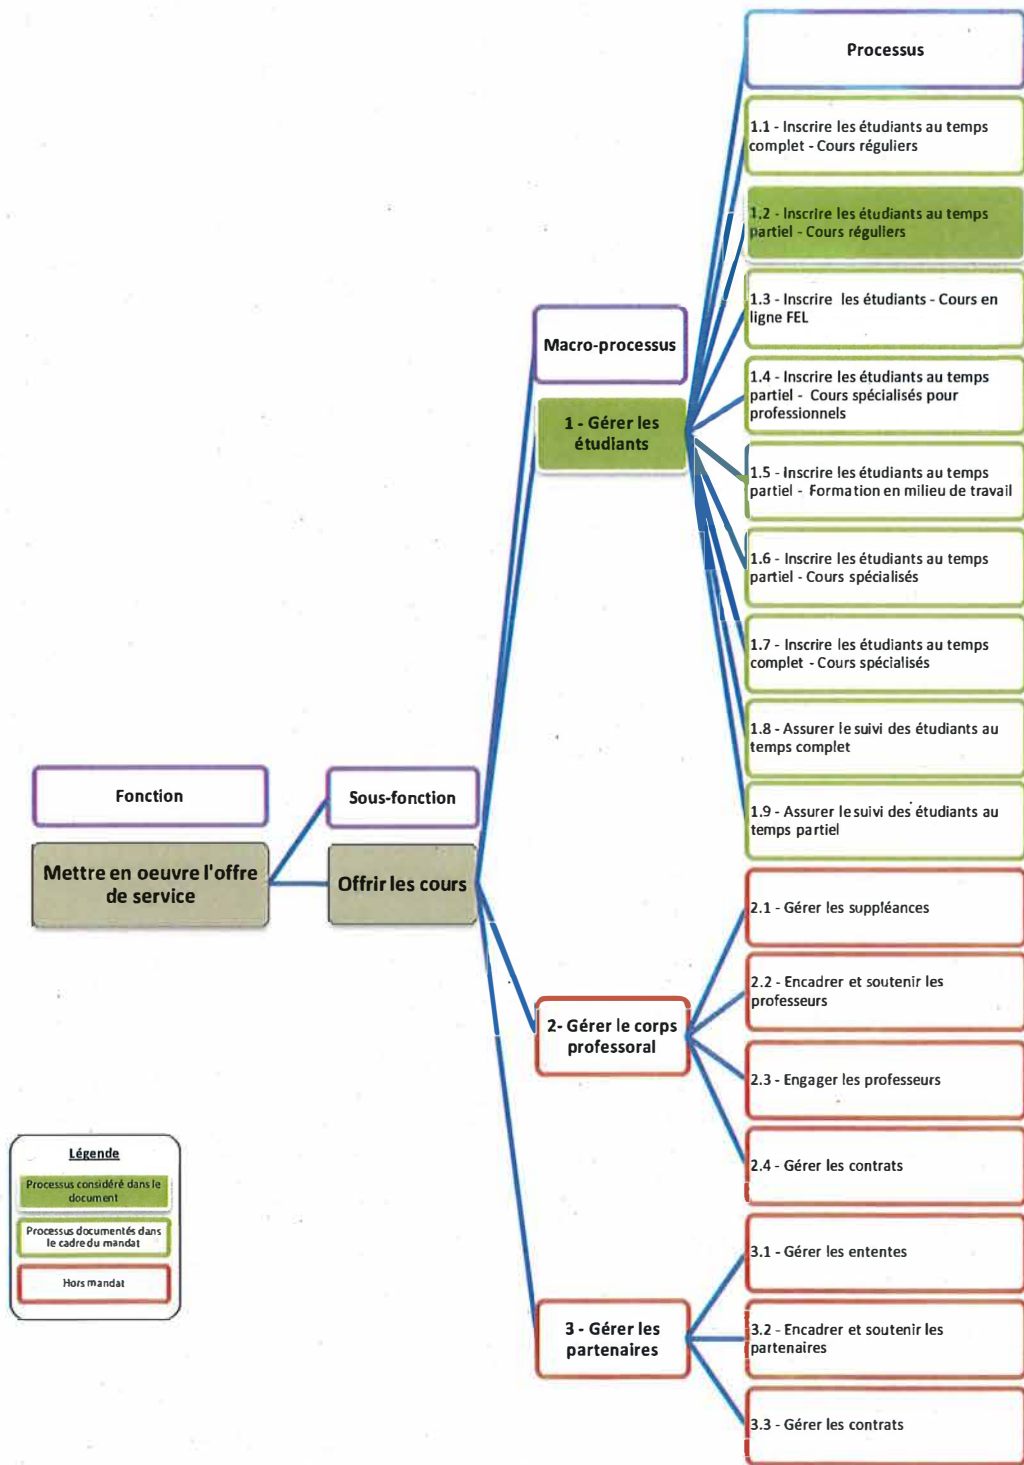 Processus
1.1 - Inscrire les étudiants au temps
complet - Cours réguliers
1.2 - Inscrire les étudiants au temps
partiel - Cours réguliers
1.3 - Inscrire les étudiants - Cours en
ligne FEL
Macro-processus
1.4 - Inscrire les étudiants au temps
partiel - Cours spécialisés pour
professionnels
1 - Gérer les
étudiants
1.5 - Inscrire les étudiants au temps
partiel - Formation en milieu de travail
1.6 - Inscrire les étudiants au temps
partiel - Cours spécialisés
1.7 - Inscrire les étudiants au temps
complet - Cours spécialisés
1.8 - Assurer le suivi des étudiants au
temps complet
1.9 - Assurer le suivi des étudiants au
temps partiel
Fonction
Sous-fonction
Mettre en oeuvre l'offre
de service
Offrir les cours
2.1 - Gérer les suppléances
2.2 - Encadrer et soutenir les
professeurs
2- Gérer le corps
professoral
2.3 - Engager les professeurs
2.4 - Gérer les contrats
Légende
Processus considéré dans le
document
Processus documentés dans
le cadre du mandat
Hors mandat
3.1 - Gérer les ententes
3 - Gérer les
partenaires
3.2 - Encadrer et soutenir les
partenaires
3.3 - Gérer les contrats